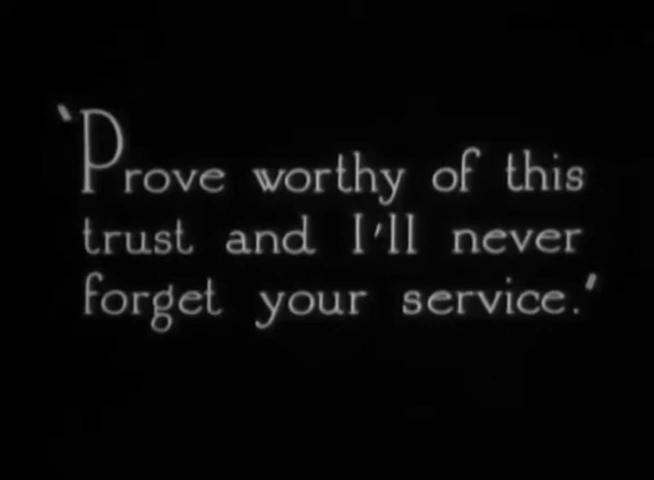 'Prove worthy of this
trust and I'll never
forget your service.'